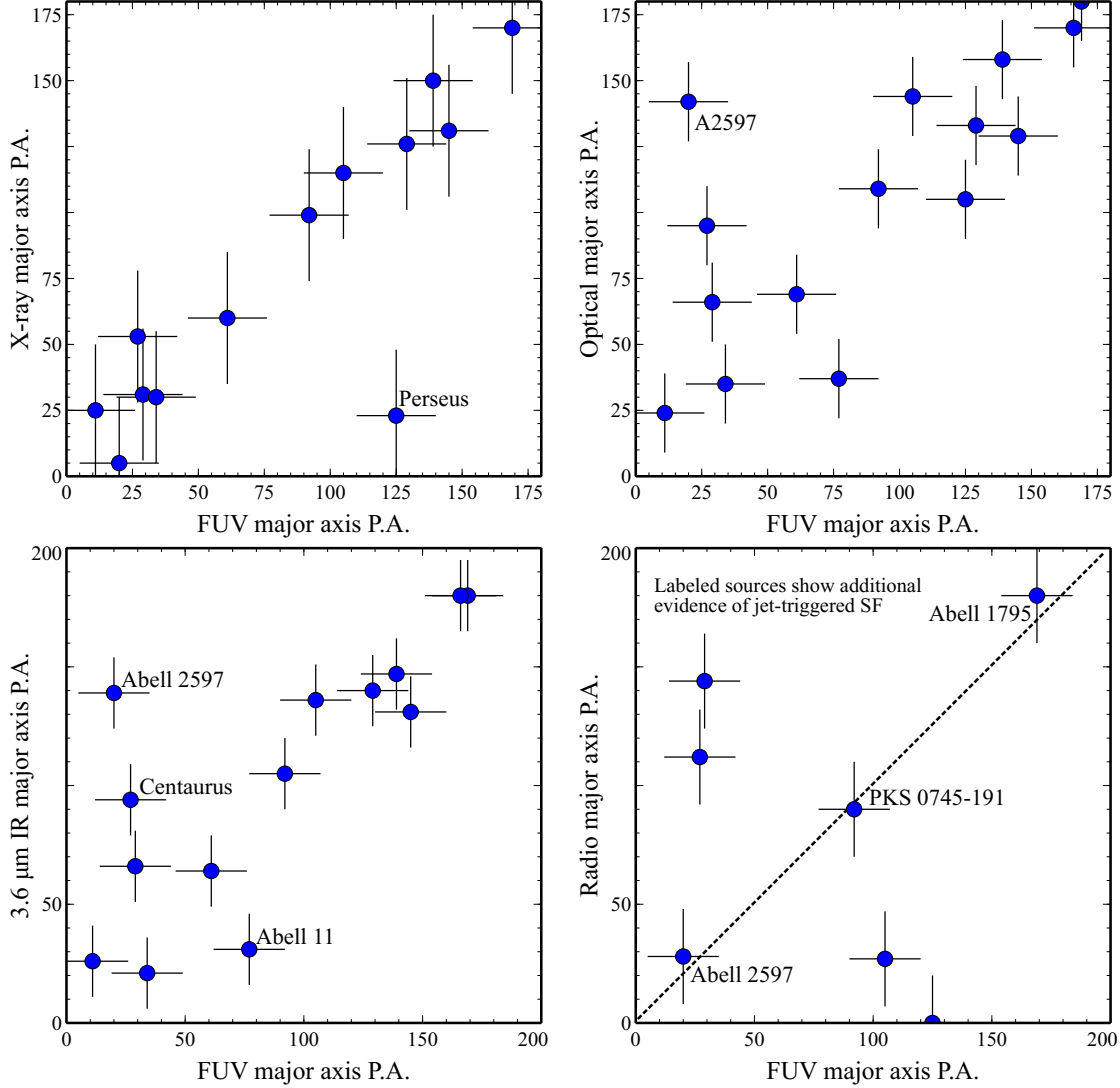 175
150
75
50
25
0
X-ray major axis P.A.
Perseus
0 25 50 75 100 125 150 175
FUV major axis P.A.
175
150
75
50
25
0
Optical major axis P.A.
A2597
0 25 50 75 100 125 150 175
FUV major axis P.A.
200
50
0
3.6 μm IR major axis P.A.
Abell 2597
Centaurus
Abell 11
0 50 100 150 200
FUV major axis P.A.
200
50
0
Radio major axis P.A.
Labeled sources show additional
evidence of jet-triggered SF
Abell 1795
PKS 0745-191
Abell 2597
0 50 100 150 200
FUV major axis P.A.